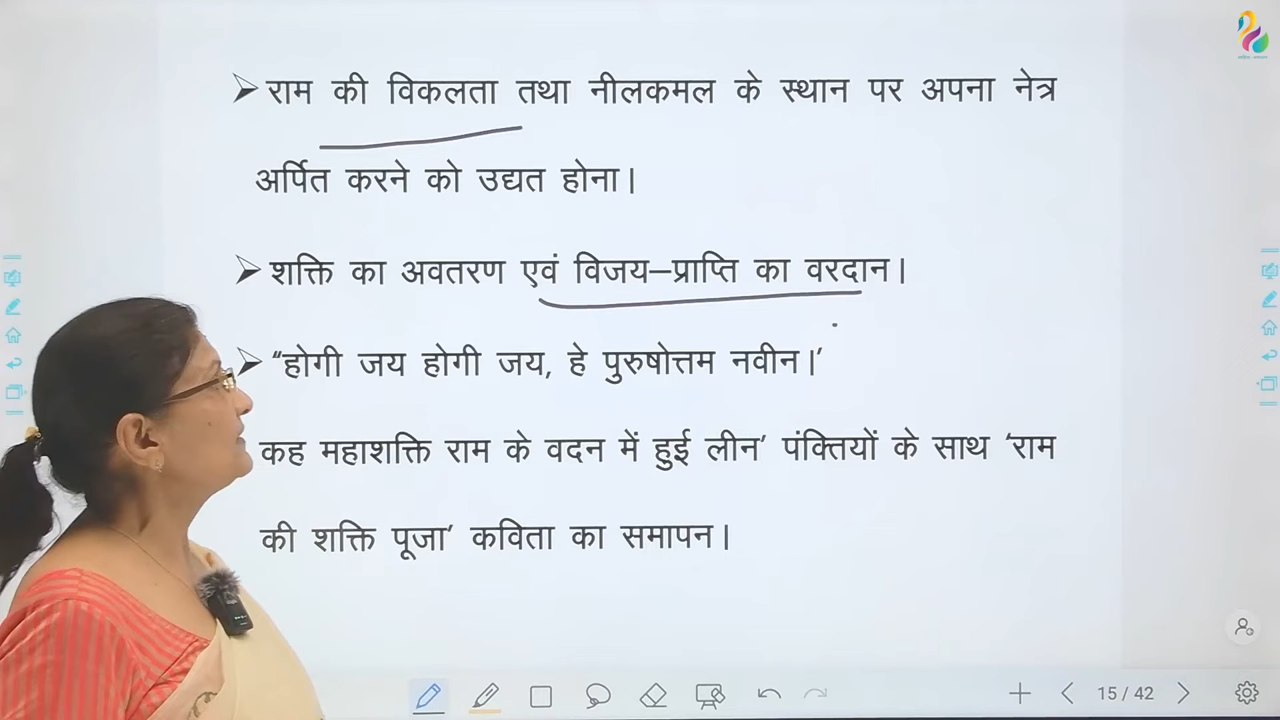 ➢ राम की विकलता तथा नीलकमल के स्थान पर अपना नेत्र
अर्पित करने को उद्यत होना।
➢ शक्ति का अवतरण एवं विजय–प्राप्ति का वरदान।
➢ “होगी जय होगी जय, हे पुरुषोत्तम नवीन।’
कह महाशक्ति राम के वदन में हुई लीन’ पंक्तियों के साथ ‘राम
की शक्ति पूजा’ कविता का समापन।
15 / 42